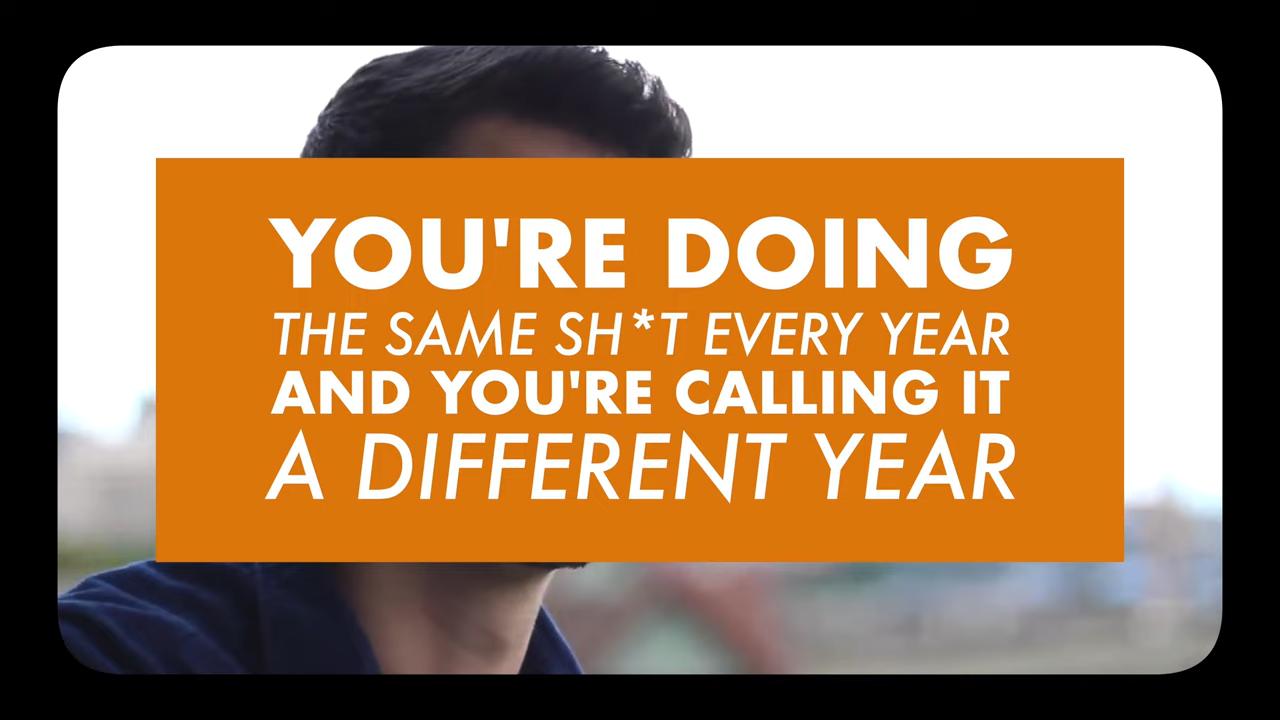 YOU'RE DOING
THE SAME SH*T EVERY YEAR
AND YOU'RE CALLING IT
A DIFFERENT YEAR